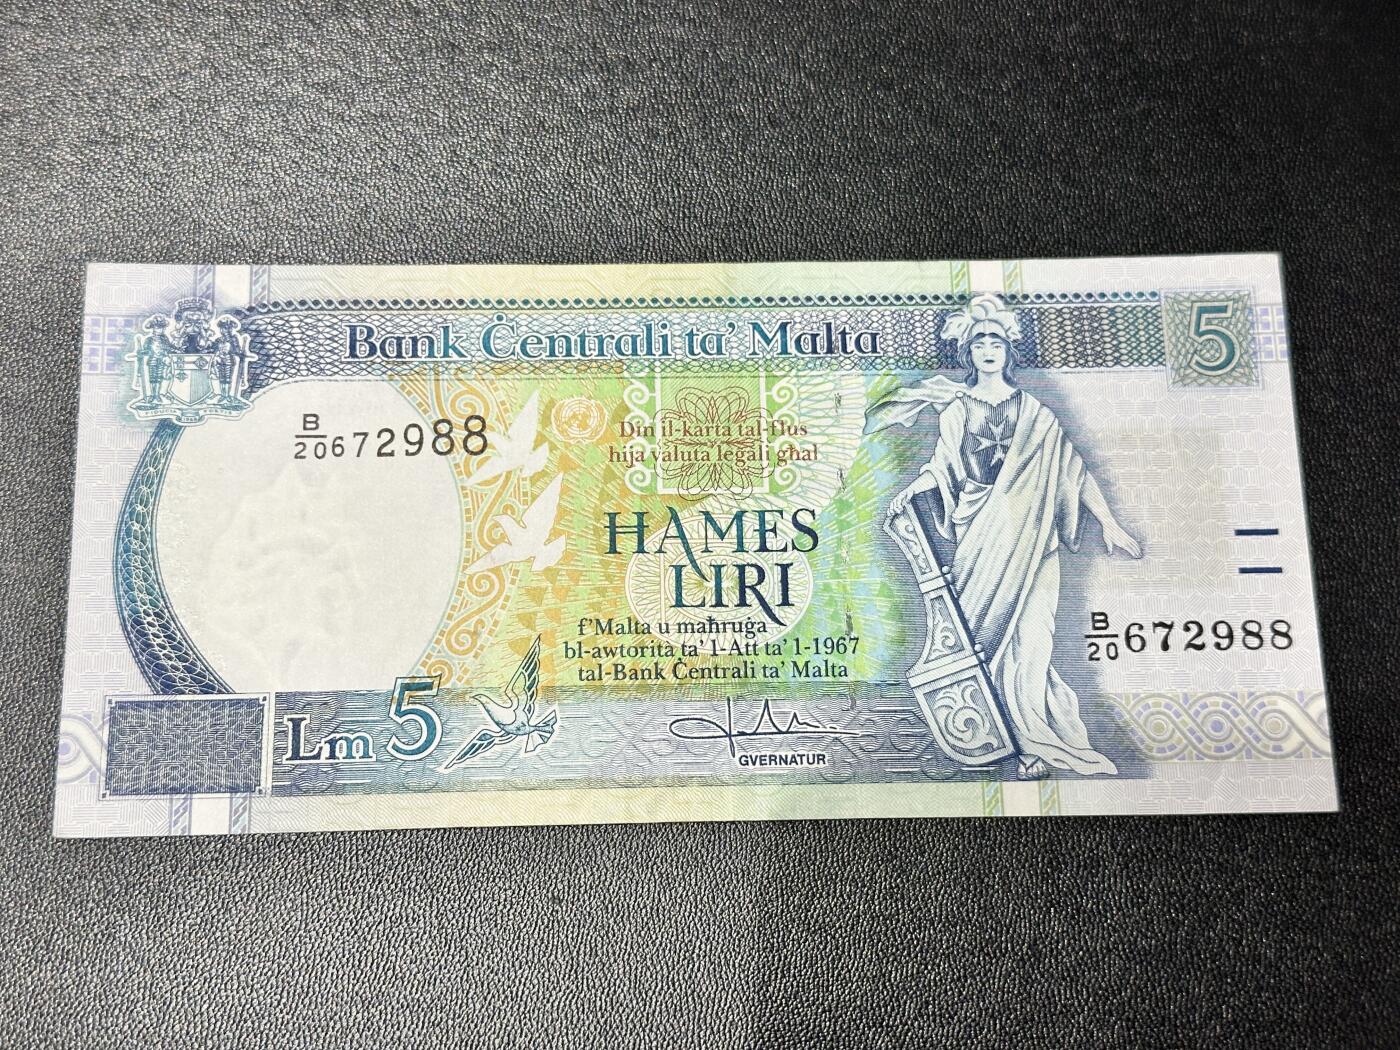 Bank Ċentrali ta' Malta
5
B/20 672988
Din il-karta tal-flus
hija valuta legali għal
ĦAMES
LIRI
f'Malta u maħruġa
bl-awtorita ta' l-Att ta' l-1967
tal-Bank Ċentrali ta' Malta
B/20 672988
Lm 5
GVERNATUR